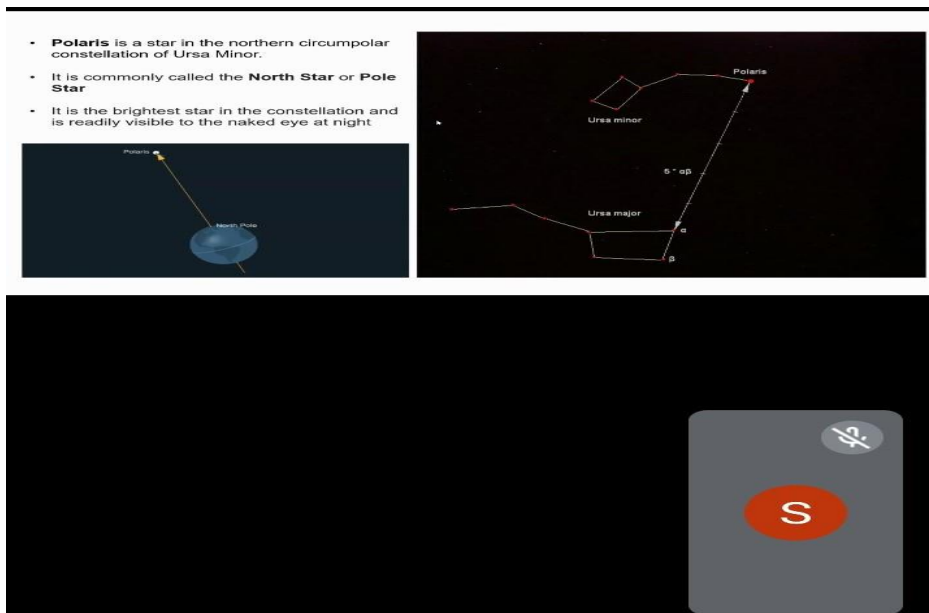 • Polaris is a star in the northern circumpolar
constellation of Ursa Minor.
• It is commonly called the North Star or Pole
Star
• It is the brightest star in the constellation and
is readily visible to the naked eye at night
Polaris
North Pole
Polaris
Ursa minor
5 * αβ
Ursa major
α
β
S